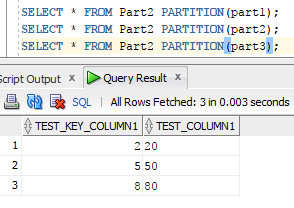 SELECT * FROM Part2 PARTITION(part1);
SELECT * FROM Part2 PARTITION(part2);
SELECT * FROM Part2 PARTITION(part3);
Script Output × Query Result ×
SQL | All Rows Fetched: 3 in 0.003 seconds
TEST_KEY_COLUMN1 TEST_COLUMN1
1 2 20
2 5 50
3 8 80